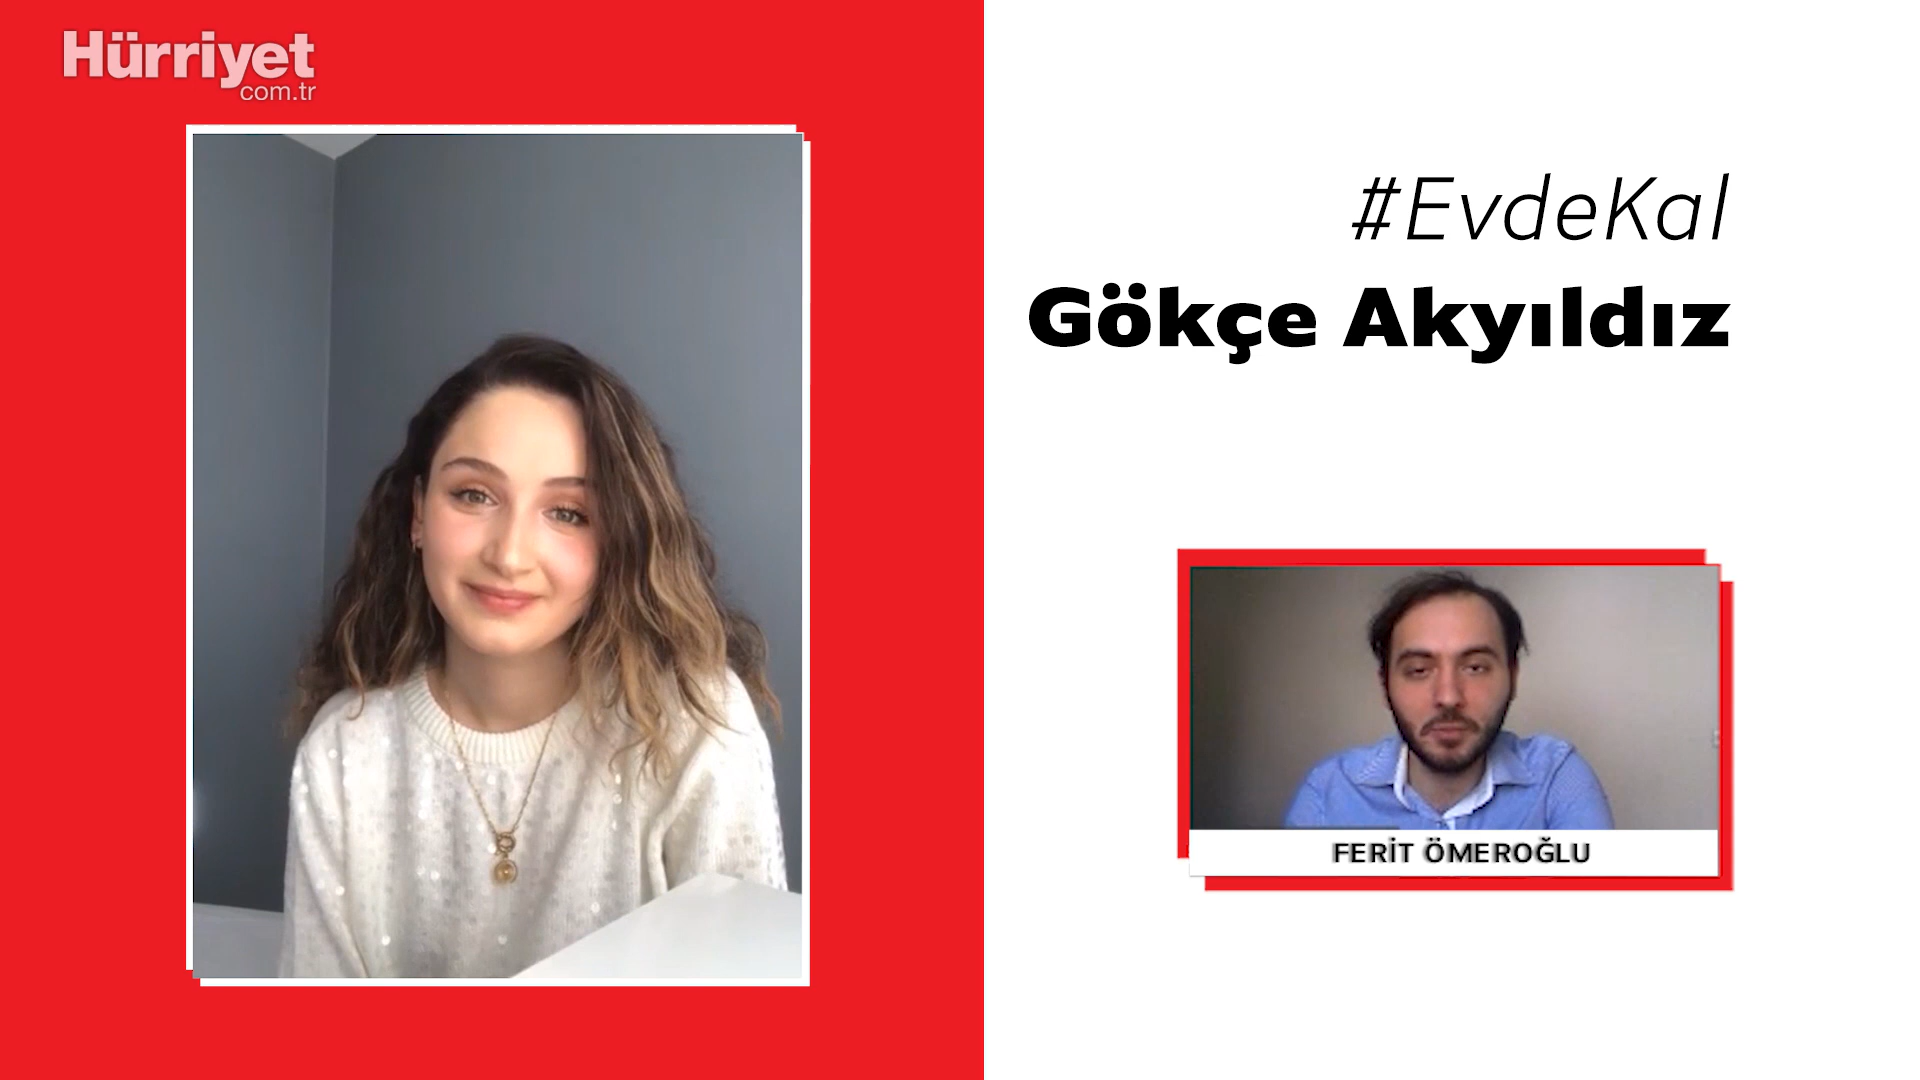 Hürriyet
com.tr
#EvdeKal
Gökçe Akyıldız
FERİT ÖMEROĞLU